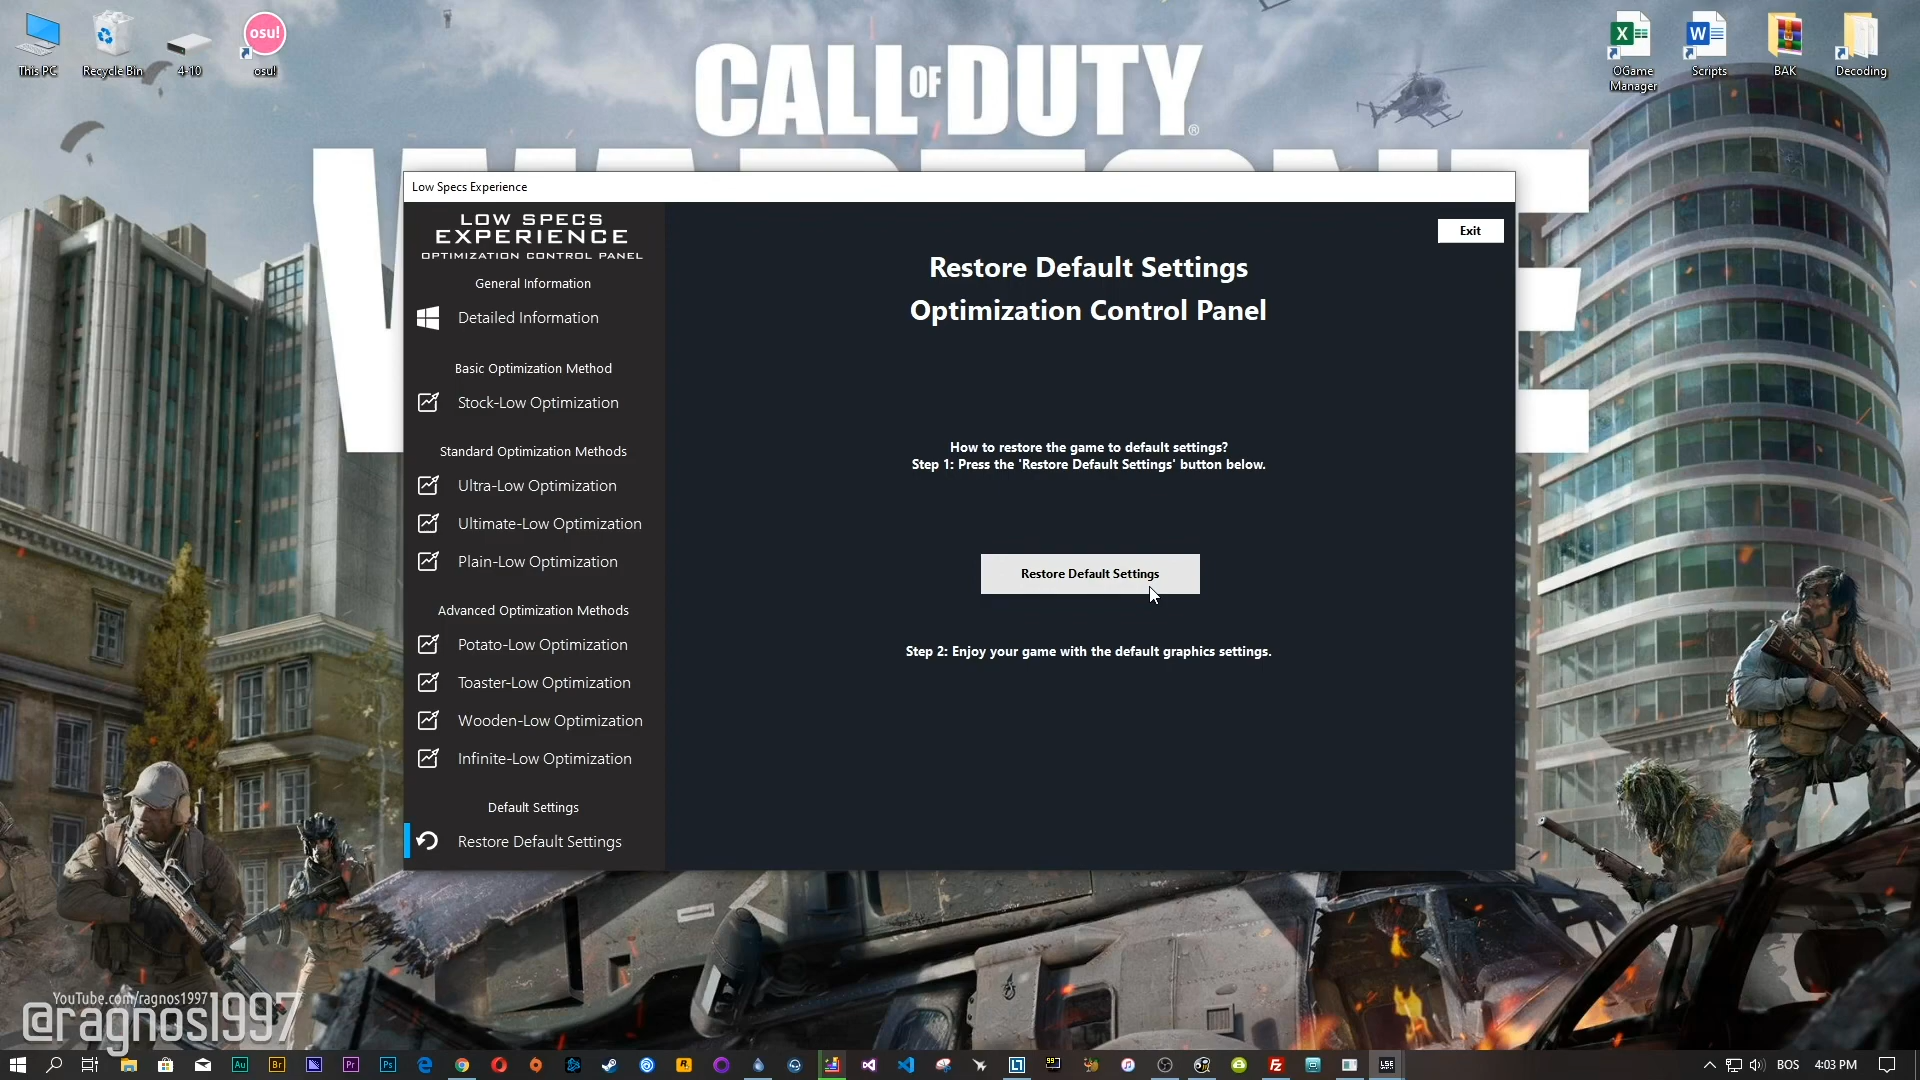 This PC
Recycle Bin
4-10
osu!
osu!
OGame
Manager
Scripts
BAK
Decoding
CALL OF DUTY®
Low Specs Experience
LOW SPECS
EXPERIENCE
OPTIMIZATION CONTROL PANEL
General Information
Detailed Information
Basic Optimization Method
Stock-Low Optimization
Standard Optimization Methods
Ultra-Low Optimization
Ultimate-Low Optimization
Plain-Low Optimization
Advanced Optimization Methods
Potato-Low Optimization
Toaster-Low Optimization
Wooden-Low Optimization
Infinite-Low Optimization
Default Settings
Restore Default Settings
Exit
Restore Default Settings
Optimization Control Panel
How to restore the game to default settings?
Step 1: Press the 'Restore Default Settings' button below.
Restore Default Settings
Step 2: Enjoy your game with the default graphics settings.
YouTube.com/ragnos1997
@ragnos1997
BOS
4:03 PM